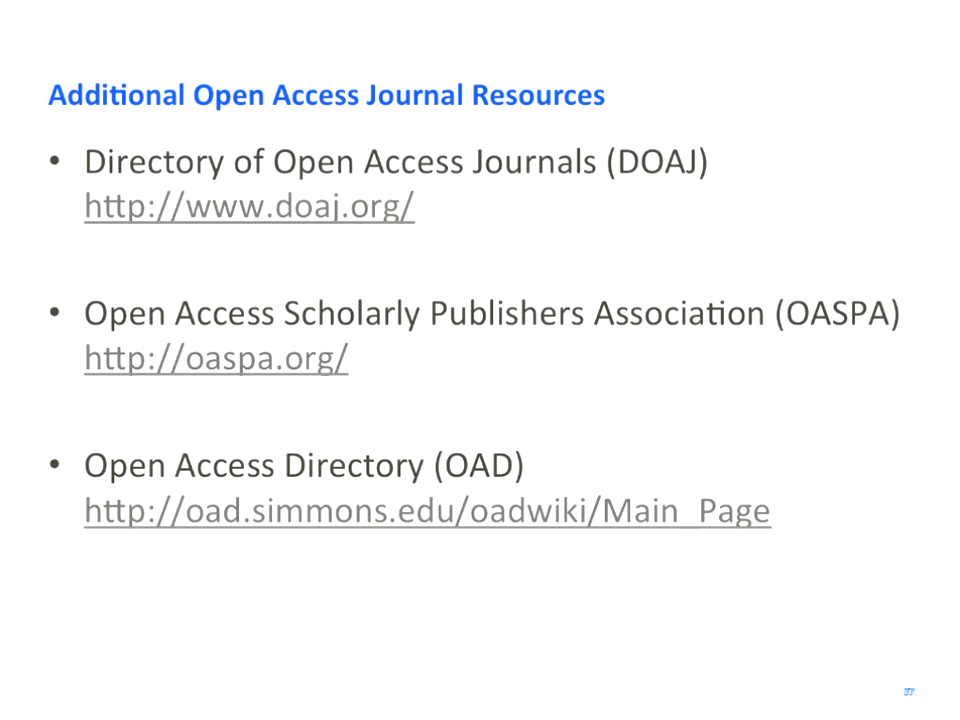 Additional Open Access Journal Resources
• Directory of Open Access Journals (DOAJ)
http://www.doaj.org/
• Open Access Scholarly Publishers Association (OASPA)
http://oaspa.org/
• Open Access Directory (OAD)
http://oad.simmons.edu/oadwiki/Main_Page